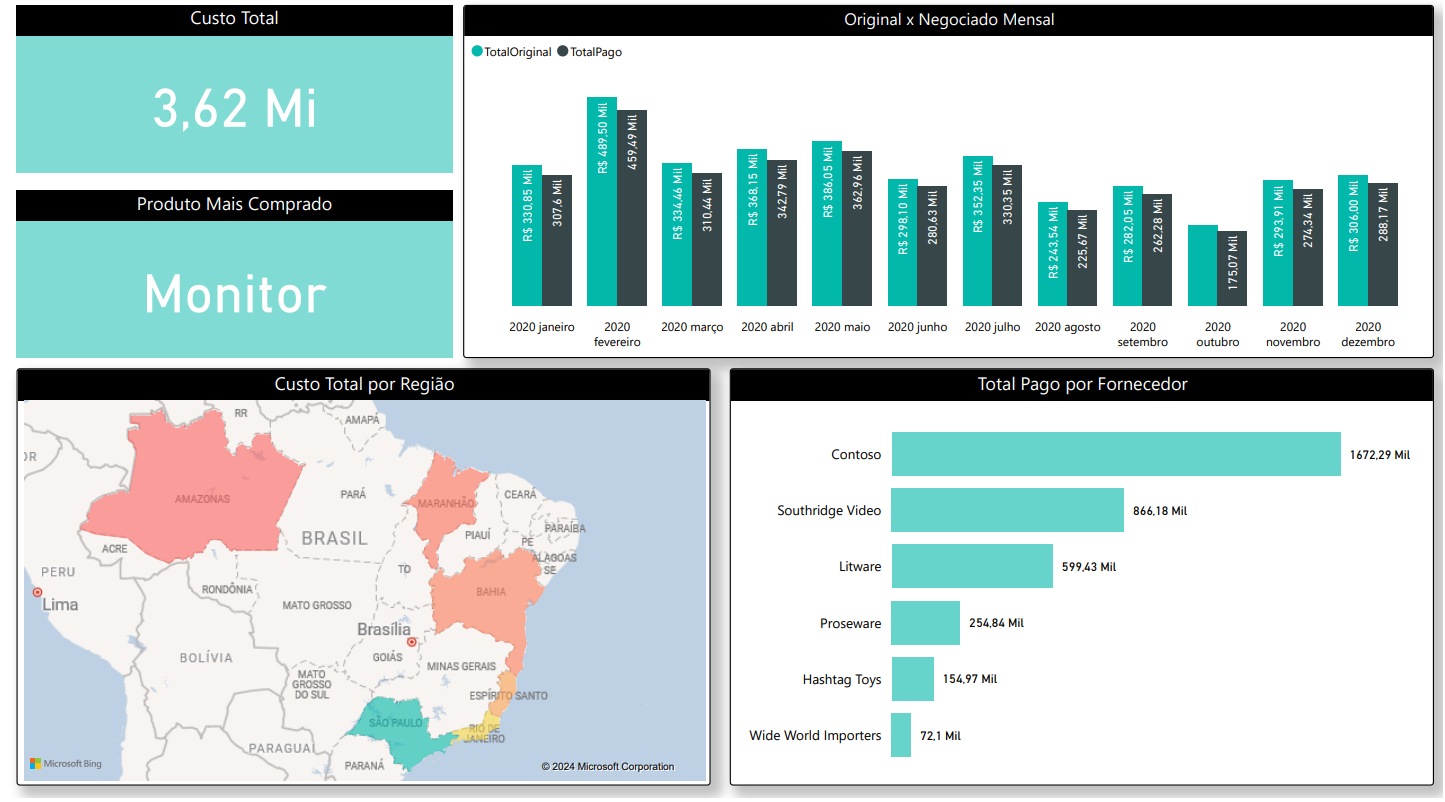 Custo Total
3,62 Mi
Produto Mais Comprado
Monitor
Original x Negociado Mensal
TotalOriginal TotalPago
R$ 330,85 Mil
307,6 Mil
R$ 489,50 Mil
459,49 Mil
R$ 334,46 Mil
310,44 Mil
R$ 368,15 Mil
342,79 Mil
R$ 386,05 Mil
362,96 Mil
R$ 298,10 Mil
280,63 Mil
R$ 352,35 Mil
330,35 Mil
R$ 243,54 Mil
225,67 Mil
R$ 282,05 Mil
262,28 Mil
175,07 Mil
R$ 293,91 Mil
274,34 Mil
R$ 306,00 Mil
288,17 Mil
2020 janeiro
2020
fevereiro
2020 março
2020 abril
2020 maio
2020 junho
2020 julho
2020 agosto
2020
setembro
2020
outubro
2020
novembro
2020
dezembro
Custo Total por Região
RR
AMAPÁ
OR
AMAZONAS
PARÁ
MARANHÃO
CEARÁ
BRASIL
PIAUÍ
PARAÍBA
PE
ACRE
ALAGOAS
SE
PERU
TO
RONDÔNIA
BAHIA
Lima
MATO GROSSO
Brasília
BOLÍVIA
GOIÁS
MINAS GERAIS
MATO
GROSSO
DO SUL
ESPÍRITO SANTO
SÃO PAULO
RIO DE
JANEIRO
PARAGUAI
PARANÁ
Microsoft Bing
© 2024 Microsoft Corporation
Total Pago por Fornecedor
Contoso 1672,29 Mil
Southridge Video 866,18 Mil
Litware 599,43 Mil
Proseware 254,84 Mil
Hashtag Toys 154,97 Mil
Wide World Importers 72,1 Mil